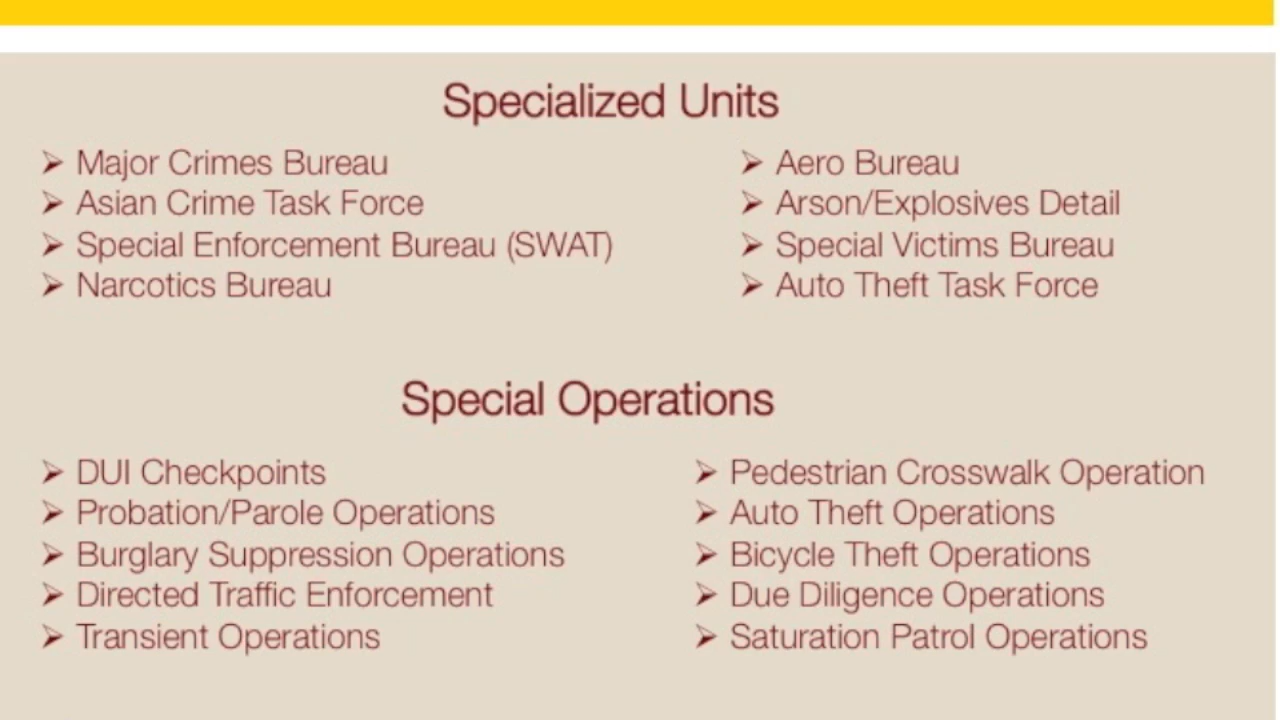 Specialized Units
➢ Major Crimes Bureau
➢ Asian Crime Task Force
➢ Special Enforcement Bureau (SWAT)
➢ Narcotics Bureau
➢ Aero Bureau
➢ Arson/Explosives Detail
➢ Special Victims Bureau
➢ Auto Theft Task Force
Special Operations
➢ DUI Checkpoints
➢ Probation/Parole Operations
➢ Burglary Suppression Operations
➢ Directed Traffic Enforcement
➢ Transient Operations
➢ Pedestrian Crosswalk Operation
➢ Auto Theft Operations
➢ Bicycle Theft Operations
➢ Due Diligence Operations
➢ Saturation Patrol Operations